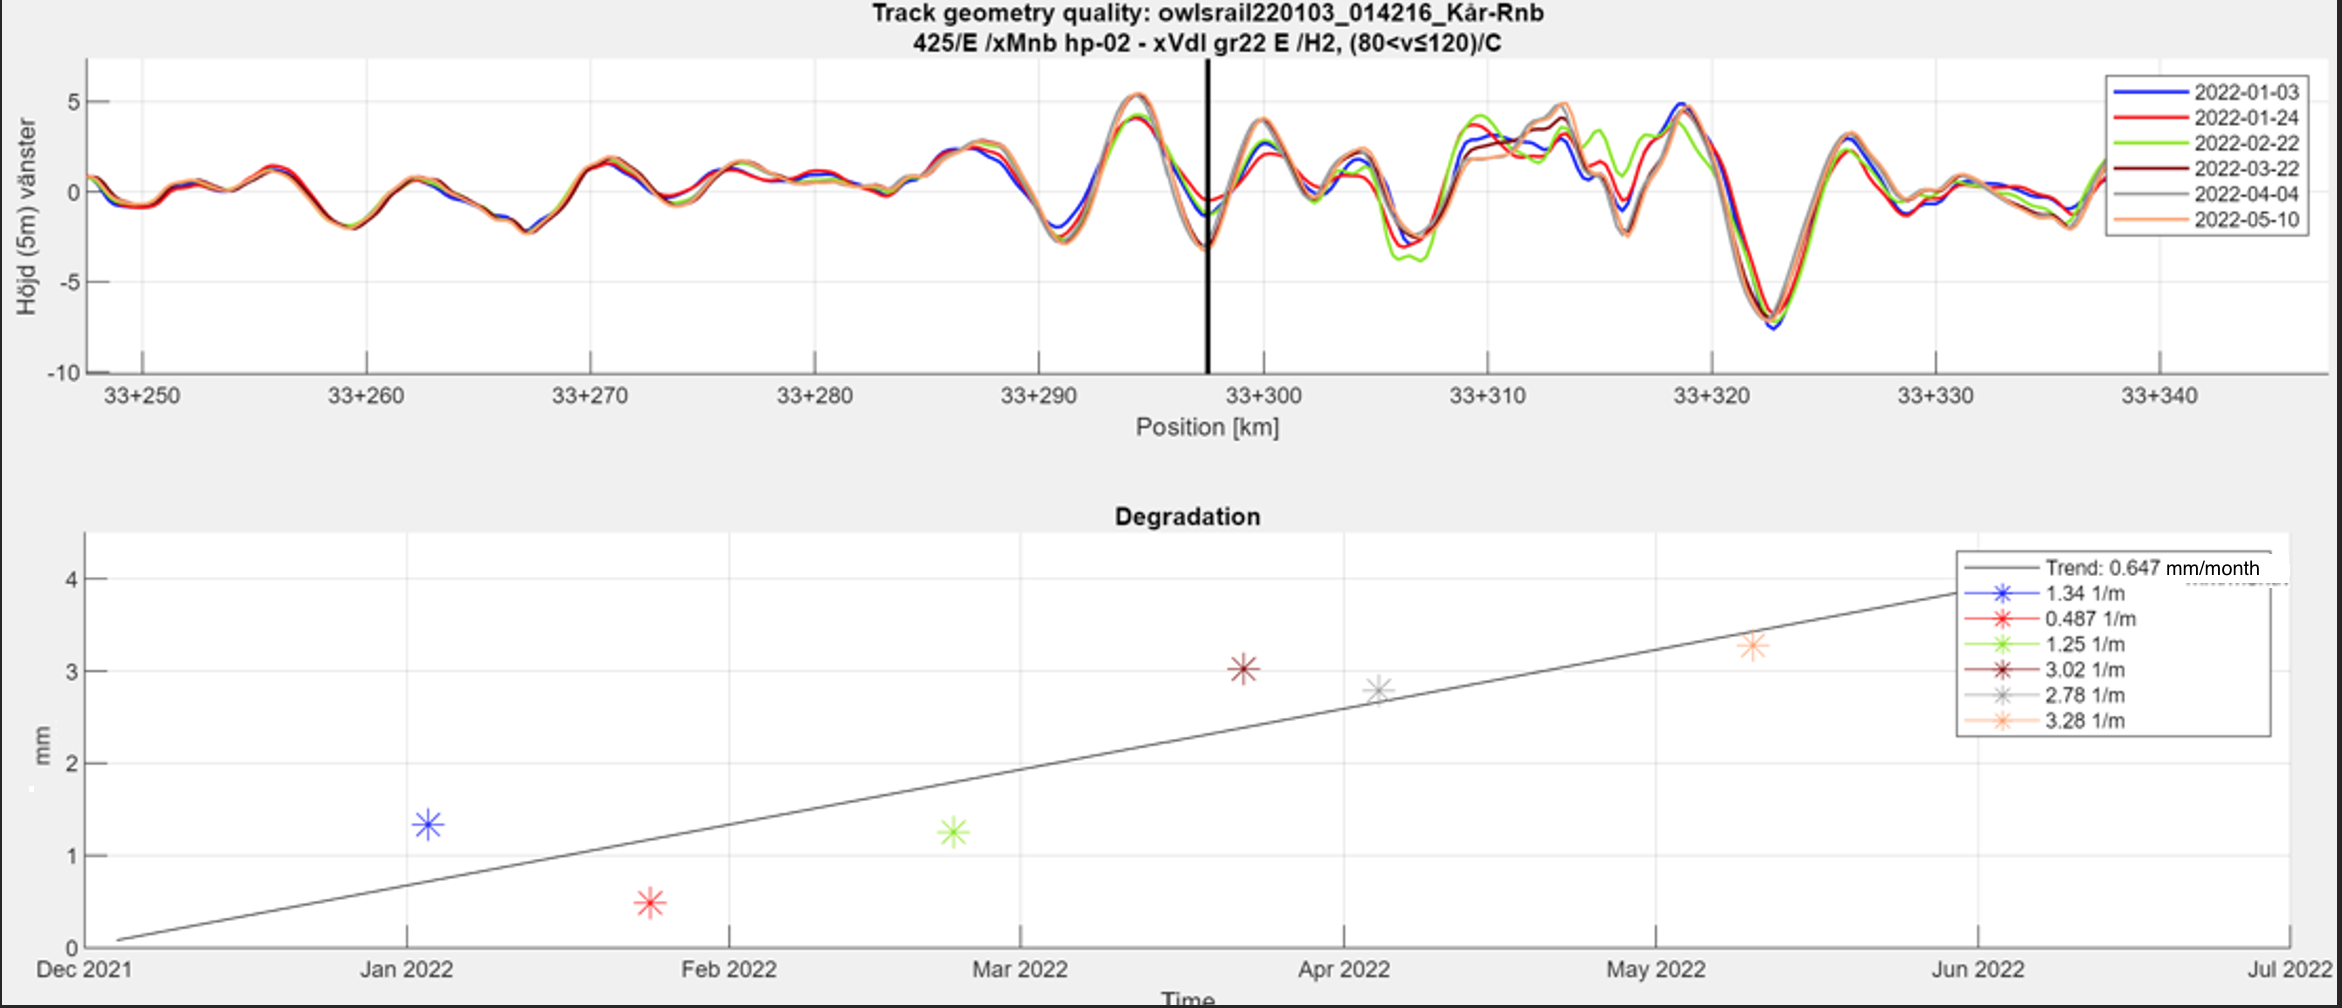 Track geometry quality: owlsrail220103_014216_Kår-Rnb
425/E /xMnb hp-02 - xVdl gr22 E /H2, (80<v≤120)/C
Höjd (5m) vänster
5
0
-5
-10
33+250 33+260 33+270 33+280 33+290 33+300 33+310 33+320 33+330 33+340
Position [km]
2022-01-03
2022-01-24
2022-02-22
2022-03-22
2022-04-04
2022-05-10
Degradation
mm
4
3
2
1
0
Dec 2021 Jan 2022 Feb 2022 Mar 2022 Apr 2022 May 2022 Jun 2022 Jul 2022
Time
Trend: 0.647 mm/month
1.34 1/m
0.487 1/m
1.25 1/m
3.02 1/m
2.78 1/m
3.28 1/m